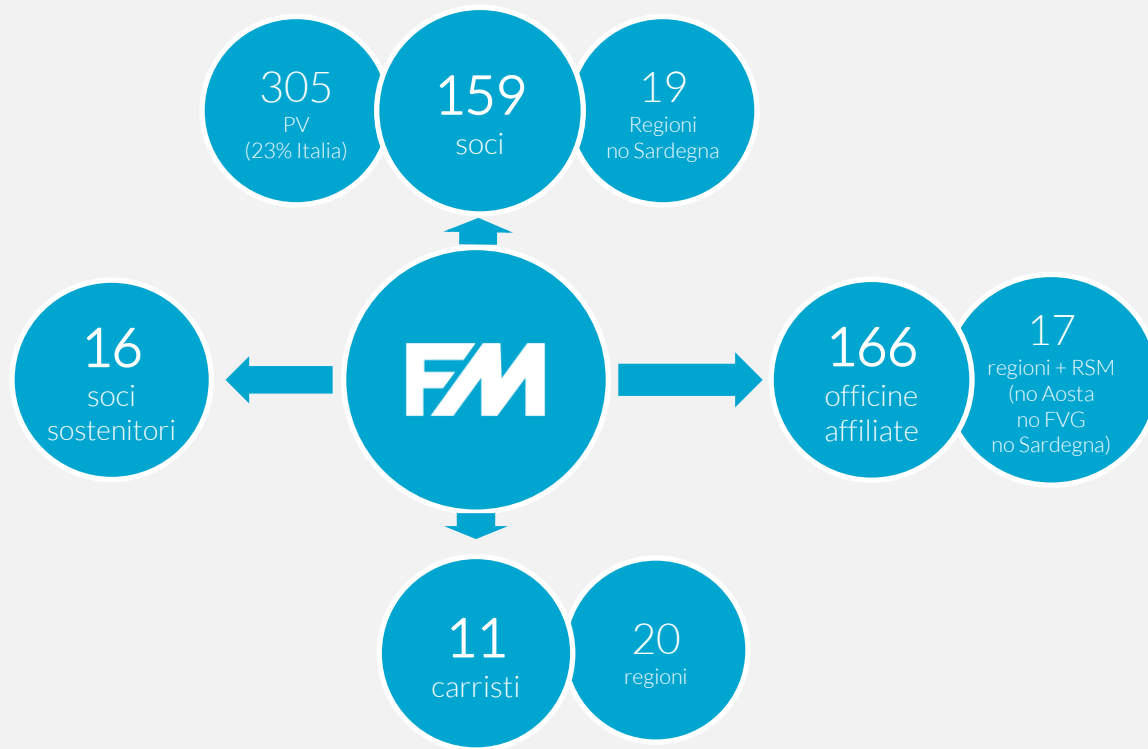 305
PV
(23% Italia)
159
soci
19
Regioni
no Sardegna
16
soci
sostenitori
FM
166
officine
affiliate
17
regioni + RSM
(no Aosta
no FVG
no Sardegna)
11
carristi
20
regioni